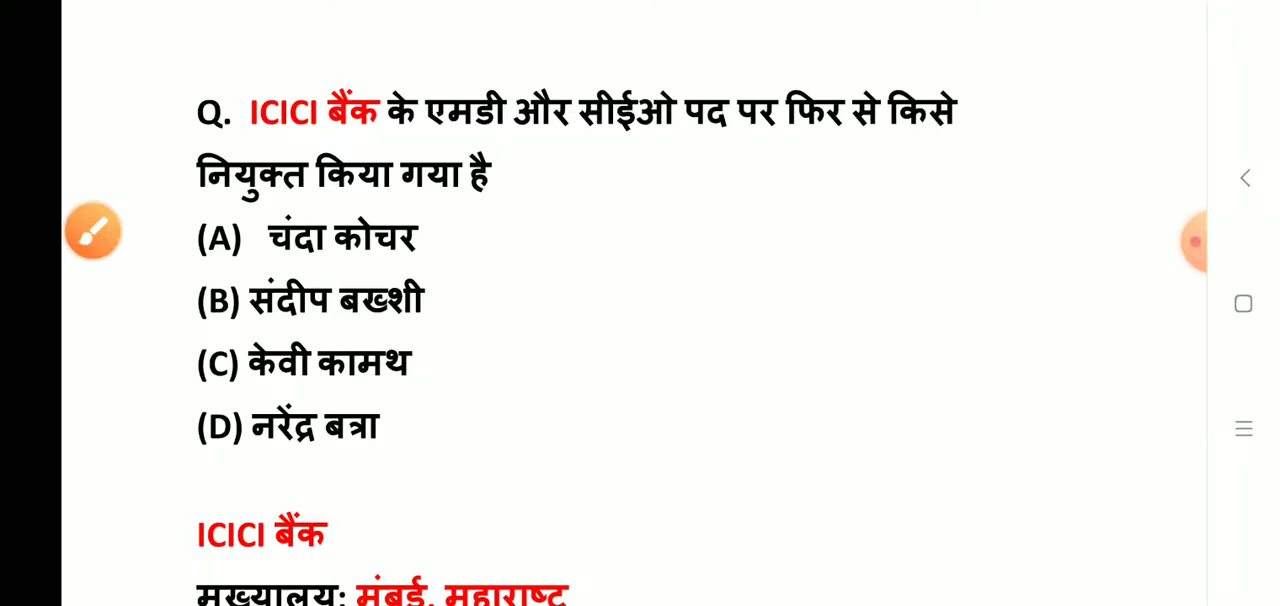 Q. ICICI बैंक के एमडी और सीईओ पद पर फिर से किसे
नियुक्त किया गया है
(A) चंदा कोचर
(B) संदीप बख्शी
(C) केवी कामथ
(D) नरेंद्र बत्रा
ICICI बैंक
मुख्यालय: मुंबई, महाराष्ट्र